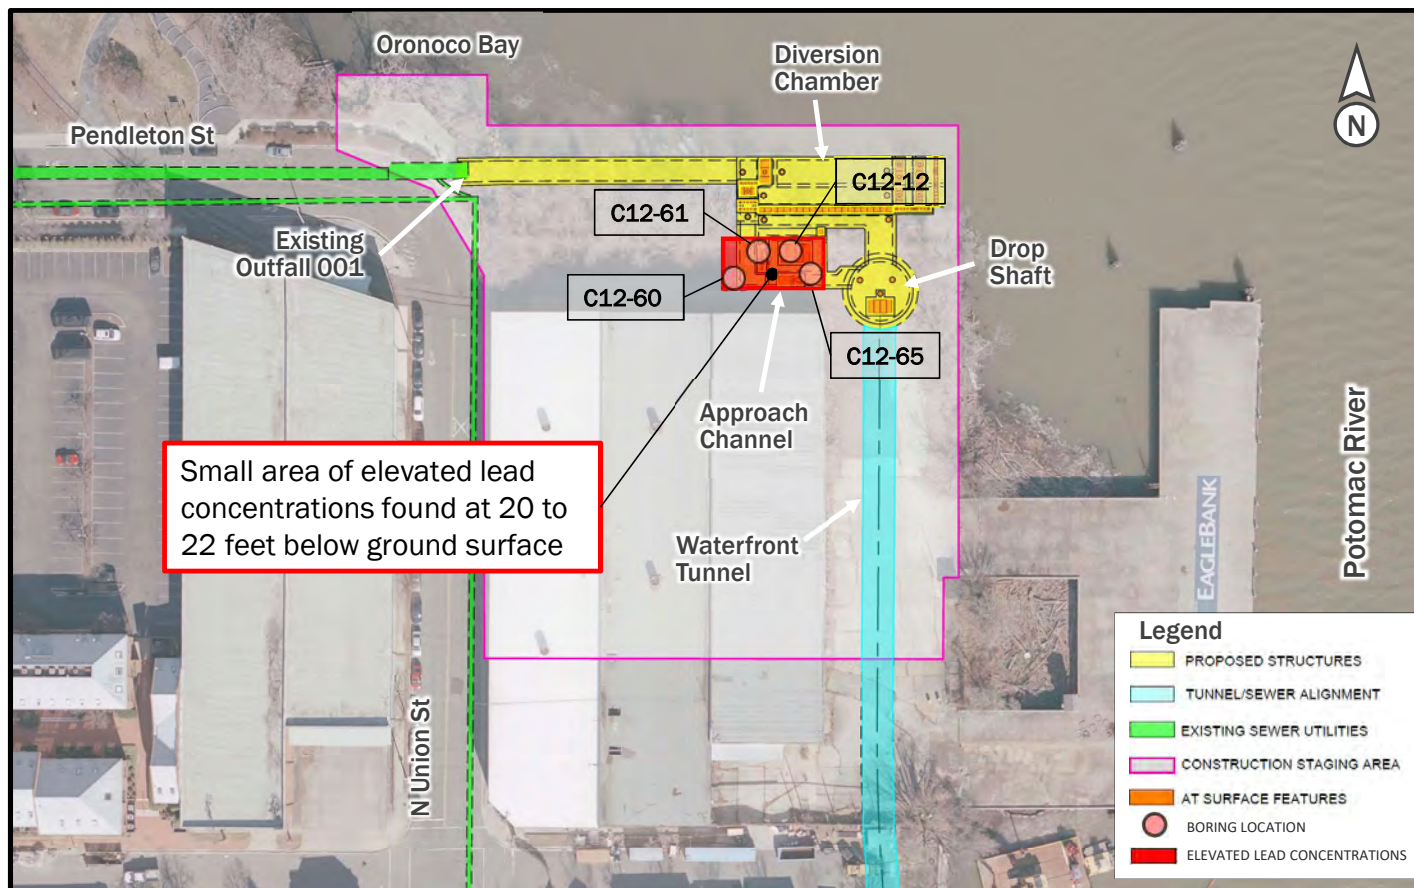 Oronoco Bay
Diversion
Chamber
N
Pendleton St
C12-12
C12-61
Existing
Outfall 001
Drop
Shaft
C12-60
C12-65
Approach
Channel
Small area of elevated lead
concentrations found at 20 to
22 feet below ground surface
Waterfront
Tunnel
EAGLEBANK
Potomac River
N Union St
Legend
PROPOSED STRUCTURES
TUNNEL/SEWER ALIGNMENT
EXISTING SEWER UTILITIES
CONSTRUCTION STAGING AREA
AT SURFACE FEATURES
BORING LOCATION
ELEVATED LEAD CONCENTRATIONS